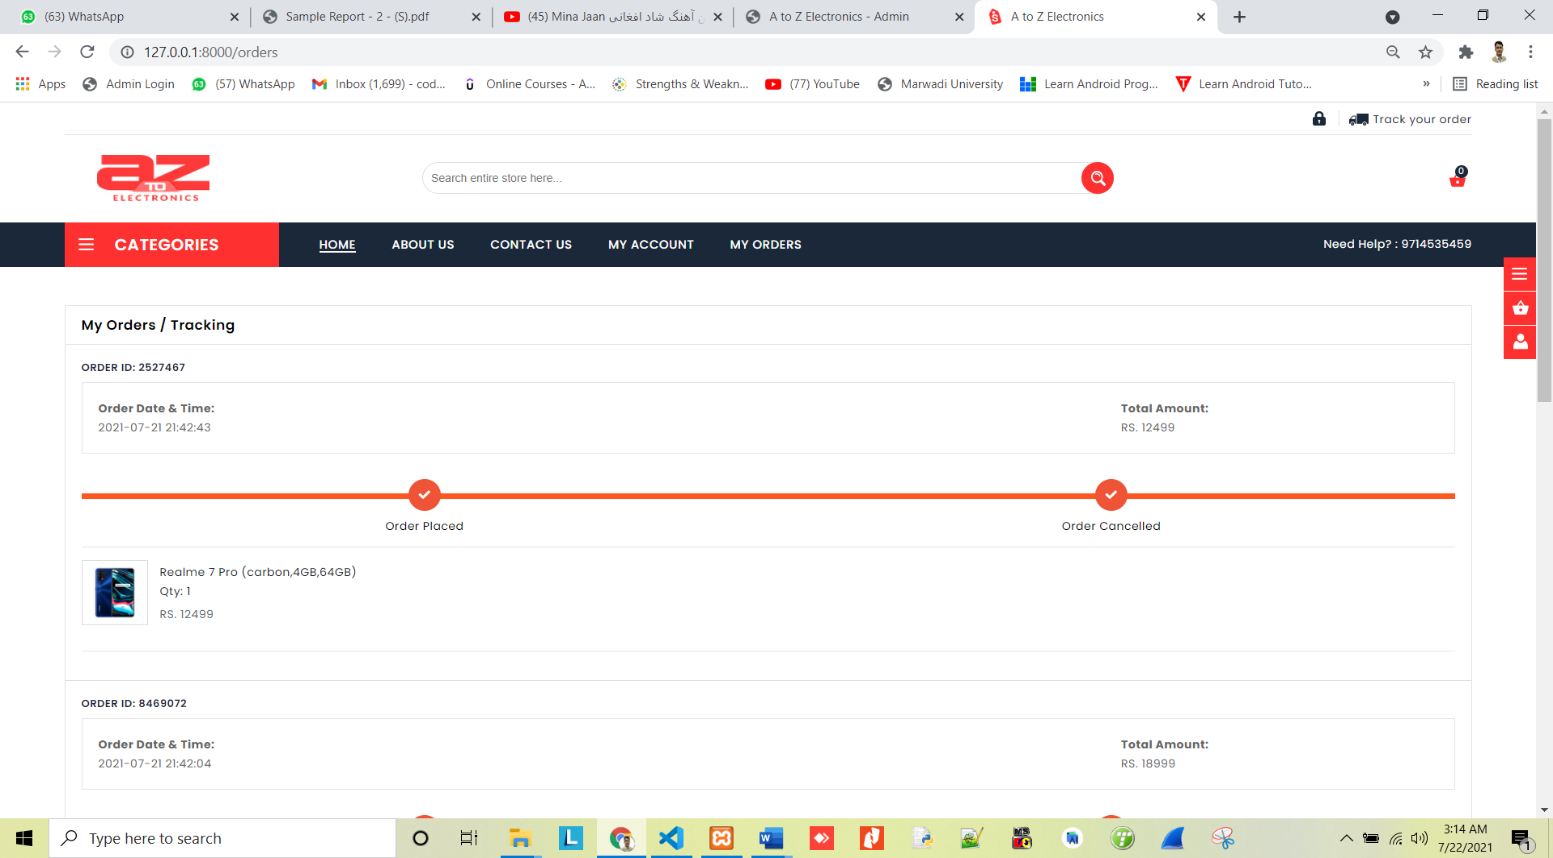 (63) WhatsApp
Sample Report - 2 - (S).pdf
(45) Mina Jaan آهنگ شاد افغانی
A to Z Electronics - Admin
A to Z Electronics
127.0.0.1:8000/orders
Apps
Admin Login
63
(57) WhatsApp
Inbox (1,699) - cod...
Online Courses - A...
Strengths & Weakn...
(77) YouTube
Marwadi University
Learn Android Prog...
Learn Android Tuto...
»
Reading list
Track your order
aZ
TO
ELECTRONICS
Search entire store here...
0
CATEGORIES
HOME
ABOUT US
CONTACT US
MY ACCOUNT
MY ORDERS
Need Help? : 9714535459
My Orders / Tracking
ORDER ID: 2527467
Order Date & Time:
Total Amount:
2021-07-21 21:42:43
RS. 12499
Order Placed
Order Cancelled
Realme 7 Pro (carbon,4GB,64GB)
Qty: 1
RS. 12499
ORDER ID: 8469072
Order Date & Time:
Total Amount:
2021-07-21 21:42:04
RS. 18999
Type here to search
3:14 AM
7/22/2021
1